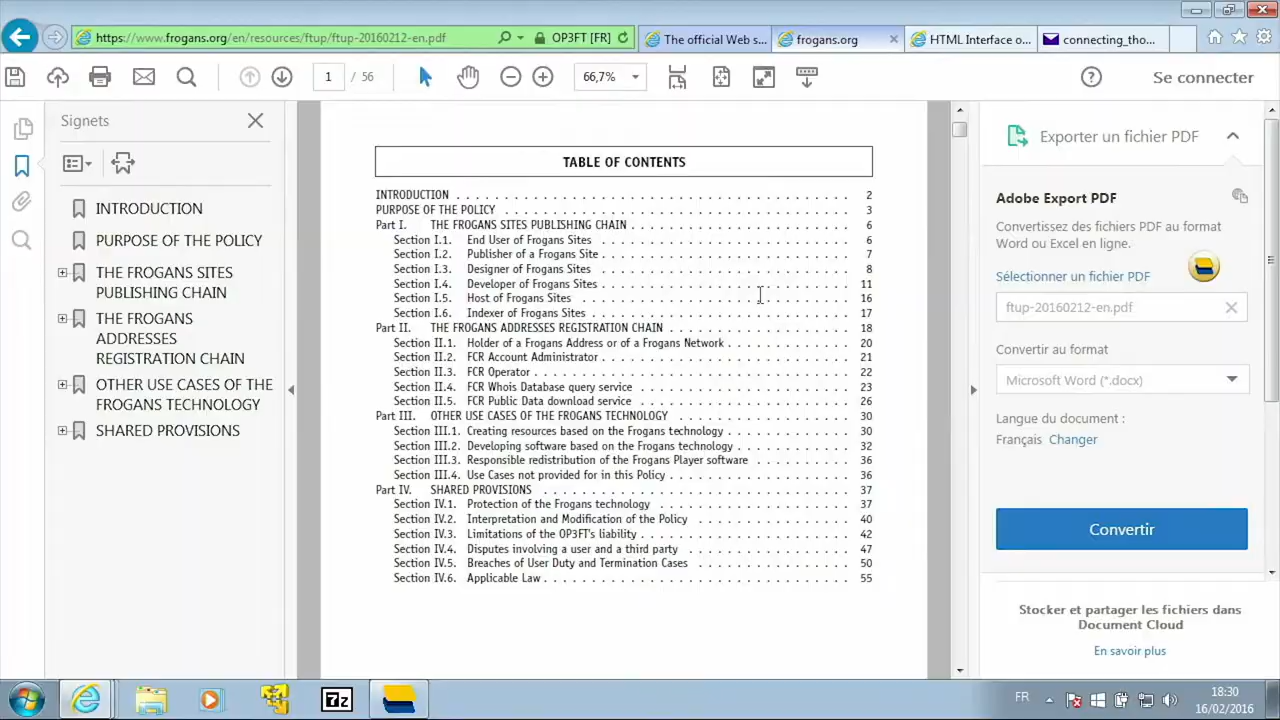 https://www.frogans.org/en/resources/ftup/ftup-20160212-en.pdf
OP3FT [FR]
The official Web s...
frogans.org
HTML Interface o...
connecting_tho...
1 / 56
66,7%
Se connecter
Signets
INTRODUCTION
PURPOSE OF THE POLICY
THE FROGANS SITES
PUBLISHING CHAIN
THE FROGANS
ADDRESSES
REGISTRATION CHAIN
OTHER USE CASES OF THE
FROGANS TECHNOLOGY
SHARED PROVISIONS
TABLE OF CONTENTS
INTRODUCTION 2
PURPOSE OF THE POLICY 3
Part I. THE FROGANS SITES PUBLISHING CHAIN 6
Section I.1. End User of Frogans Sites 6
Section I.2. Publisher of a Frogans Site 7
Section I.3. Designer of Frogans Sites 8
Section I.4. Developer of Frogans Sites 11
Section I.5. Host of Frogans Sites 16
Section I.6. Indexer of Frogans Sites 17
Part II. THE FROGANS ADDRESSES REGISTRATION CHAIN 18
Section II.1. Holder of a Frogans Address or of a Frogans Network 20
Section II.2. FCR Account Administrator 21
Section II.3. FCR Operator 22
Section II.4. FCR Whois Database query service 23
Section II.5. FCR Public Data download service 26
Part III. OTHER USE CASES OF THE FROGANS TECHNOLOGY 30
Section III.1. Creating resources based on the Frogans technology 30
Section III.2. Developing software based on the Frogans technology 32
Section III.3. Responsible redistribution of the Frogans Player software 36
Section III.4. Use Cases not provided for in this Policy 36
Part IV. SHARED PROVISIONS 37
Section IV.1. Protection of the Frogans technology 37
Section IV.2. Interpretation and Modification of the Policy 40
Section IV.3. Limitations of the OP3FT's liability 42
Section IV.4. Disputes involving a user and a third party 47
Section IV.5. Breaches of User Duty and Termination Cases 50
Section IV.6. Applicable Law 55
Exporter un fichier PDF
Adobe Export PDF
Convertissez des fichiers PDF au format
Word ou Excel en ligne.
Sélectionner un fichier PDF
ftup-20160212-en.pdf
Convertir au format
Microsoft Word (*.docx)
Langue du document :
Français Changer
Convertir
Stocker et partager les fichiers dans
Document Cloud
En savoir plus
7z
FR
18:30
16/02/2016